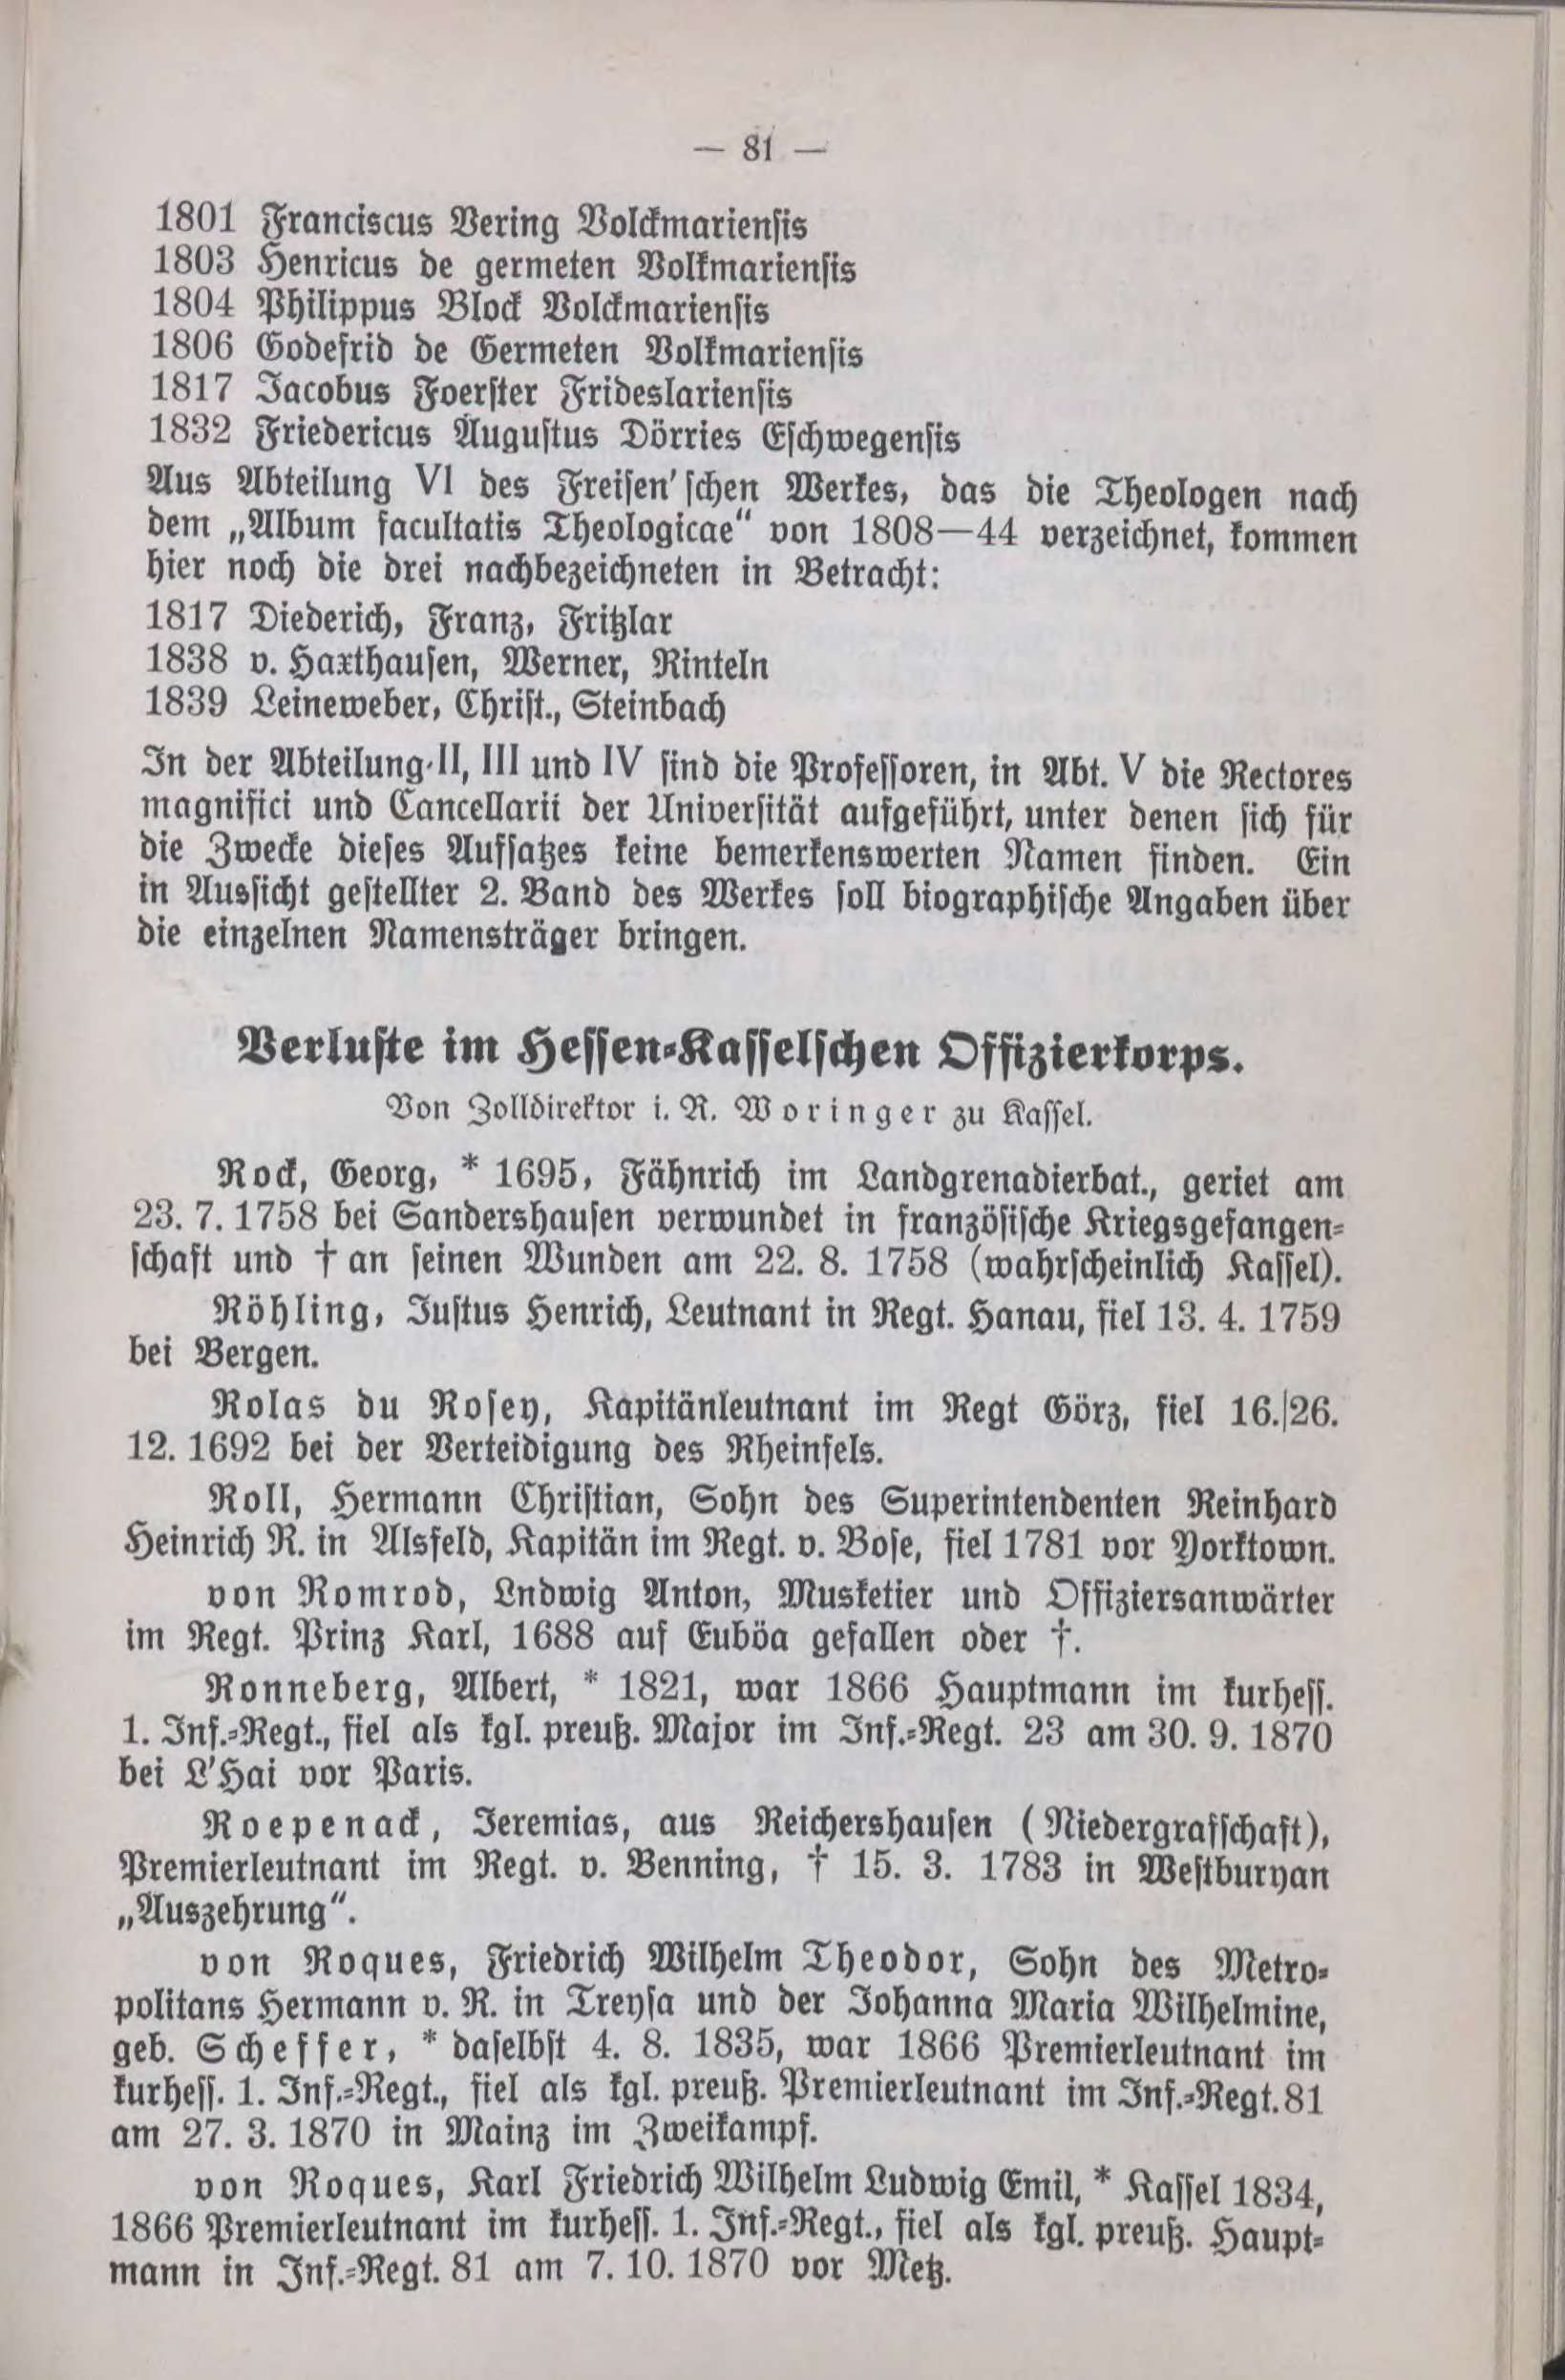 — 81 —
1801 Franciscus Vering Volckmariensis
1803 Henricus de germeten Volkmariensis
1804 Philippus Block Volckmariensis
1806 Godefrid de Germeten Volkmariensis
1817 Jacobus Foerster Frideslariensis
1832 Friedericus Augustus Dörries Eschwegensis
Aus Abteilung VI des Freisen'schen Werkes, das die Theologen nach
dem „Album facultatis Theologicae“ von 1808—44 verzeichnet, kommen
hier noch die drei nachbezeichneten in Betracht:
1817 Diederich, Franz, Fritzlar
1838 v. Haxthausen, Werner, Rinteln
1839 Leineweber, Christ., Steinbach
In der Abteilung II, III und IV sind die Professoren, in Abt. V die Rectores
magnifici und Cancellarii der Universität aufgeführt, unter denen sich für
die Zwecke dieses Aufsatzes keine bemerkenswerten Namen finden. Ein
in Aussicht gestellter 2. Band des Werkes soll biographische Angaben über
die einzelnen Namensträger bringen.
Verluste im Hessen-Kasselschen Offizierkorps.
Von Zolldirektor i. R. Woringer zu Kassel.
Rock, Georg, * 1695, Fähnrich im Landgrenadierbat., geriet am
23. 7. 1758 bei Sandershausen verwundet in französische Kriegsgefangen-
schaft und † an seinen Wunden am 22. 8. 1758 (wahrscheinlich Kassel).
Röhling, Justus Henrich, Leutnant in Regt. Hanau, fiel 13. 4. 1759
bei Bergen.
Rolas du Rosey, Kapitänleutnant im Regt Görz, fiel 16./26.
12. 1692 bei der Verteidigung des Rheinfels.
Roll, Hermann Christian, Sohn des Superintendenten Reinhard
Heinrich R. in Alsfeld, Kapitän im Regt. v. Bose, fiel 1781 vor Yorktown.
von Romrod, Lndwig Anton, Musketier und Offiziersanwärter
im Regt. Prinz Karl, 1688 auf Euböa gefallen oder †.
Ronneberg, Albert, * 1821, war 1866 Hauptmann im kurhess.
1. Inf.-Regt., fiel als kgl. preuß. Major im Inf.-Regt. 23 am 30. 9. 1870
bei L'Hai vor Paris.
Roepenack, Jeremias, aus Reichershausen (Niedergrafschaft),
Premierleutnant im Regt. v. Benning, † 15. 3. 1783 in Westburyan
„Auszehrung“.
von Roques, Friedrich Wilhelm Theodor, Sohn des Metro-
politans Hermann v. R. in Treysa und der Johanna Maria Wilhelmine,
geb. Scheffer, * daselbst 4. 8. 1835, war 1866 Premierleutnant im
kurhess. 1. Inf.-Regt., fiel als kgl. preuß. Premierleutnant im Inf.-Regt. 81
am 27. 3. 1870 in Mainz im Zweikampf.
von Roques, Karl Friedrich Wilhelm Ludwig Emil, * Kassel 1834,
1866 Premierleutnant im kurhess. 1. Inf.-Regt., fiel als kgl. preuß. Haupt-
mann in Inf.-Regt. 81 am 7. 10. 1870 vor Metz.